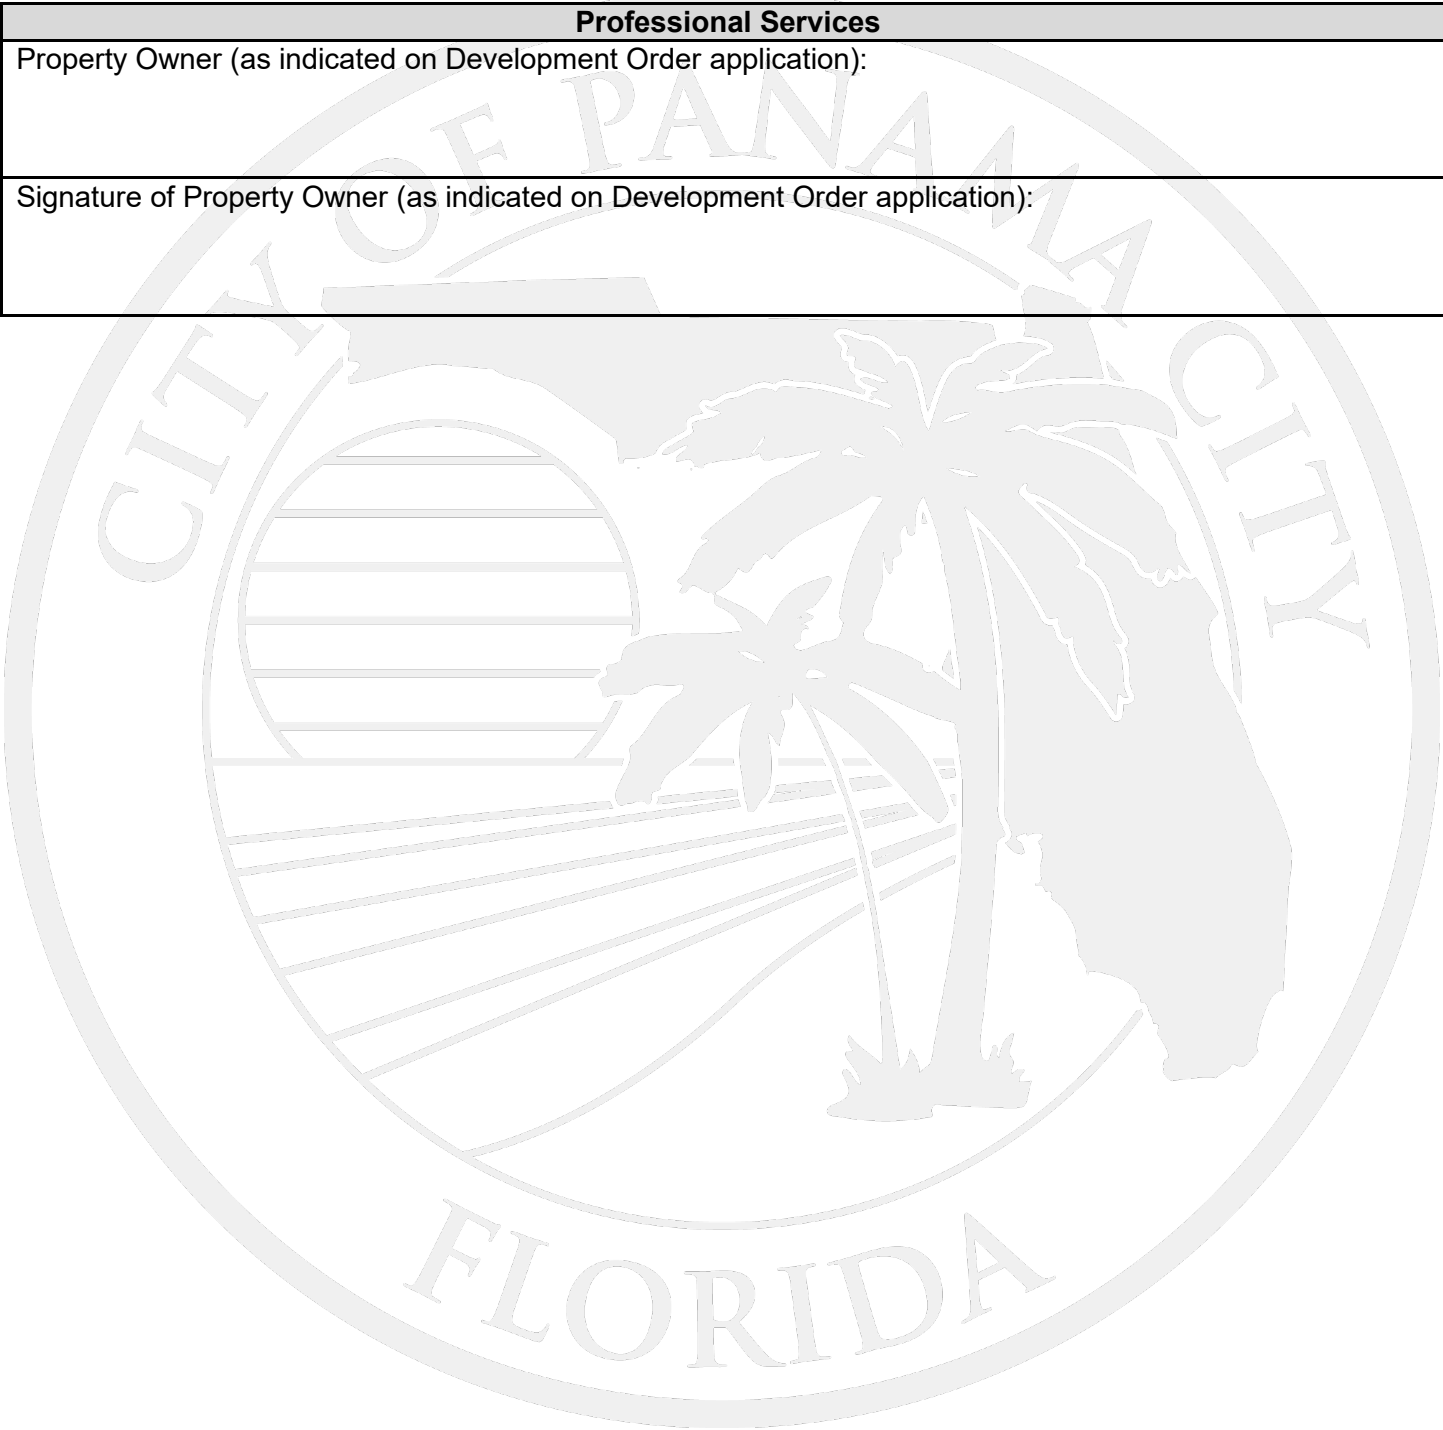 Professional Services
Property Owner (as indicated on Development Order application):
Signature of Property Owner (as indicated on Development Order application):
CITY OF PANAMA CITY
FLORIDA